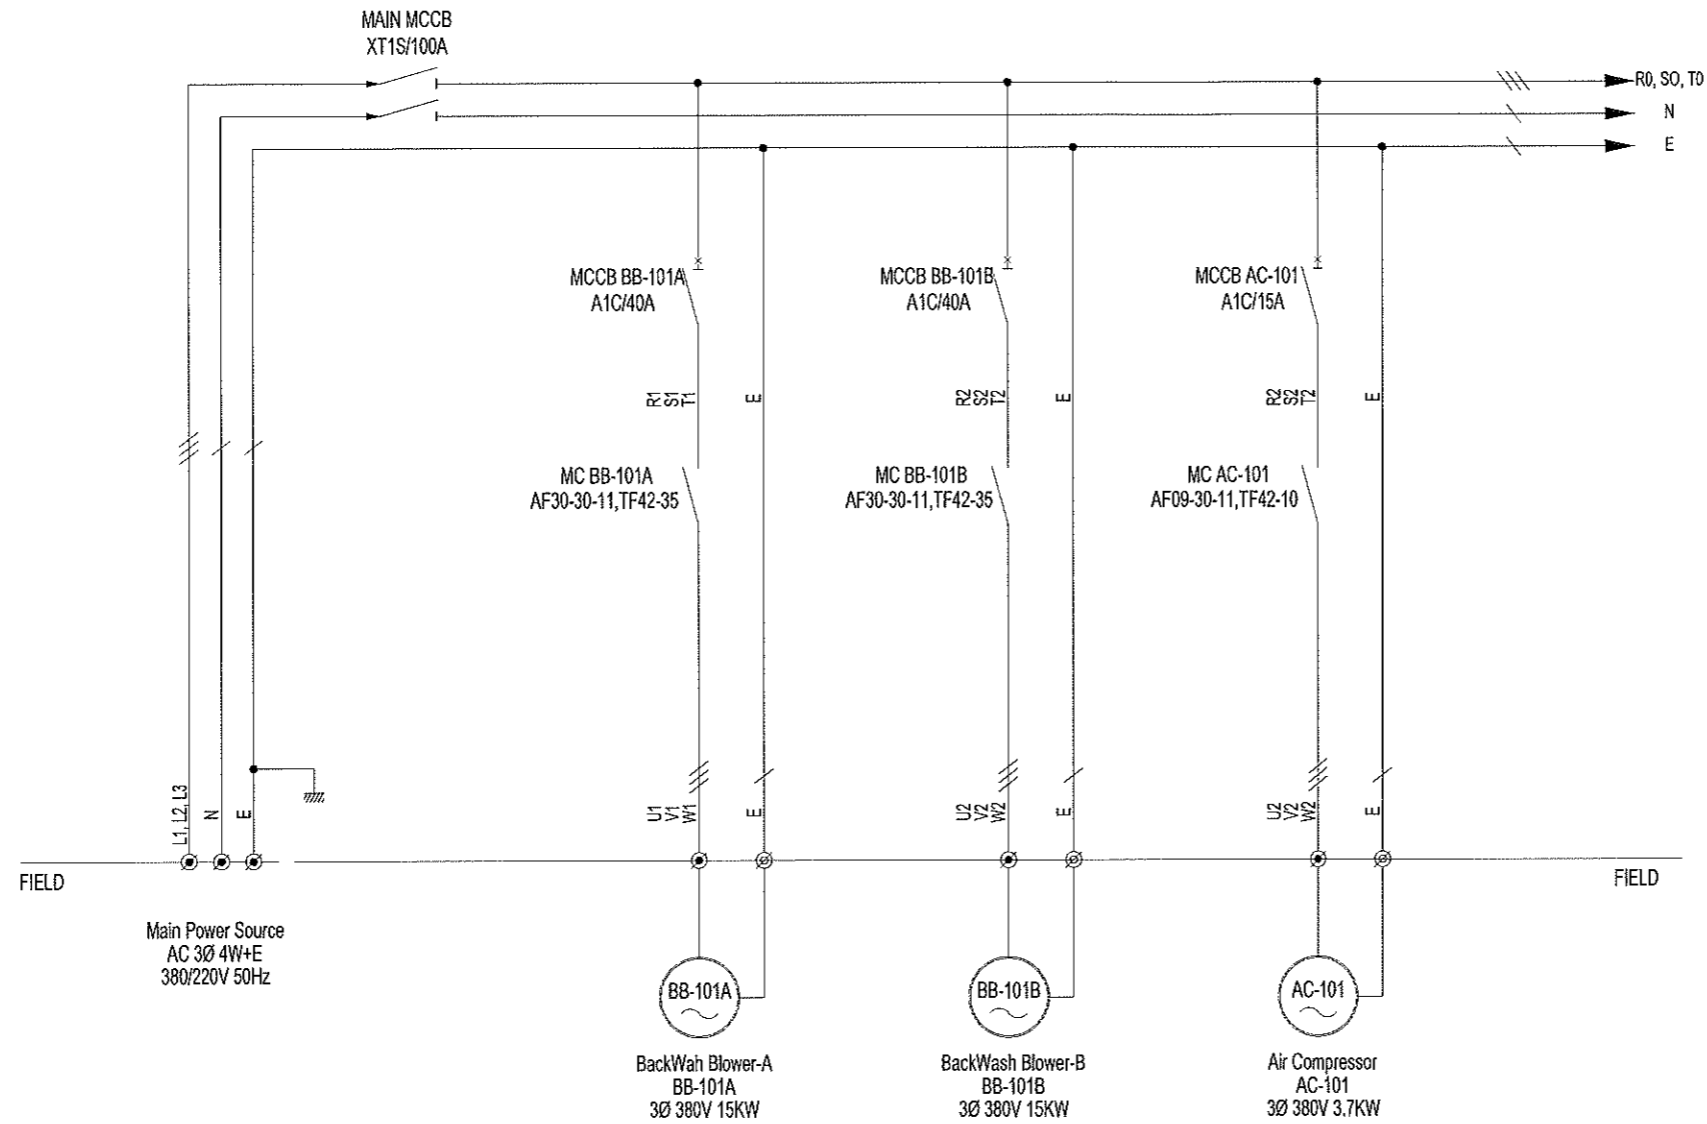 MAIN MCCB
XT1S/100A
R0, SO, T0
N
E
MCCB BB-101A
A1C/40A
MCCB BB-101B
A1C/40A
MCCB AC-101
A1C/15A
R1
S1
T1
E
R2
S2
T2
E
R2
S2
T2
E
MC BB-101A
AF30-30-11,TF42-35
MC BB-101B
AF30-30-11,TF42-35
MC AC-101
AF09-30-11,TF42-10
L1, L2, L3
N
E
U1
V1
W1
E
U2
V2
W2
E
U2
V2
W2
E
FIELD
FIELD
Main Power Source
AC 3Ø 4W+E
380/220V 50Hz
BB-101A
BB-101B
AC-101
BackWah Blower-A
BB-101A
3Ø 380V 15KW
BackWash Blower-B
BB-101B
3Ø 380V 15KW
Air Compressor
AC-101
3Ø 380V 3.7KW